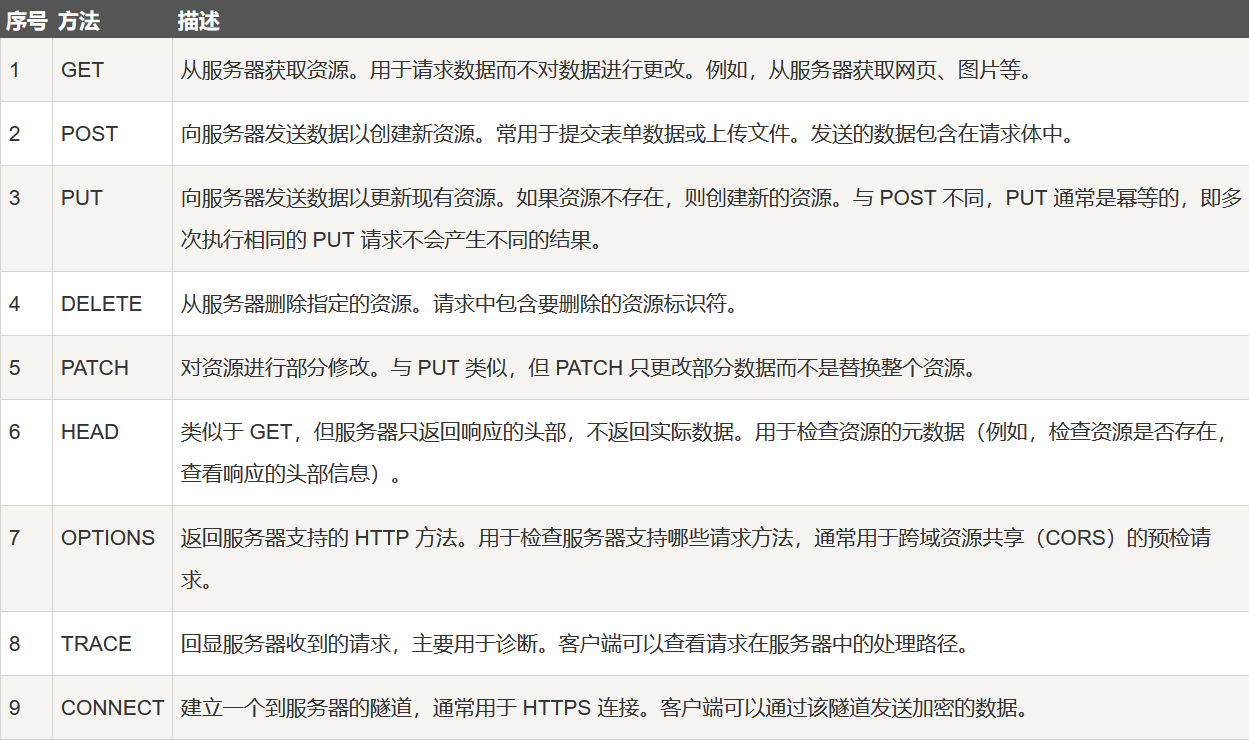 序号 方法 描述
1 GET 从服务器获取资源。用于请求数据而不对数据进行更改。例如，从服务器获取网页、图片等。
2 POST 向服务器发送数据以创建新资源。常用于提交表单数据或上传文件。发送的数据包含在请求体中。
3 PUT 向服务器发送数据以更新现有资源。如果资源不存在，则创建新的资源。与 POST 不同，PUT 通常是幂等的，即多
次执行相同的 PUT 请求不会产生不同的结果。
4 DELETE 从服务器删除指定的资源。请求中包含要删除的资源标识符。
5 PATCH 对资源进行部分修改。与 PUT 类似，但 PATCH 只更改部分数据而不是替换整个资源。
6 HEAD 类似于 GET，但服务器只返回响应的头部，不返回实际数据。用于检查资源的元数据（例如，检查资源是否存在，
查看响应的头部信息）。
7 OPTIONS 返回服务器支持的 HTTP 方法。用于检查服务器支持哪些请求方法，通常用于跨域资源共享（CORS）的预检请
求。
8 TRACE 回显服务器收到的请求，主要用于诊断。客户端可以查看请求在服务器中的处理路径。
9 CONNECT 建立一个到服务器的隧道，通常用于 HTTPS 连接。客户端可以通过该隧道发送加密的数据。